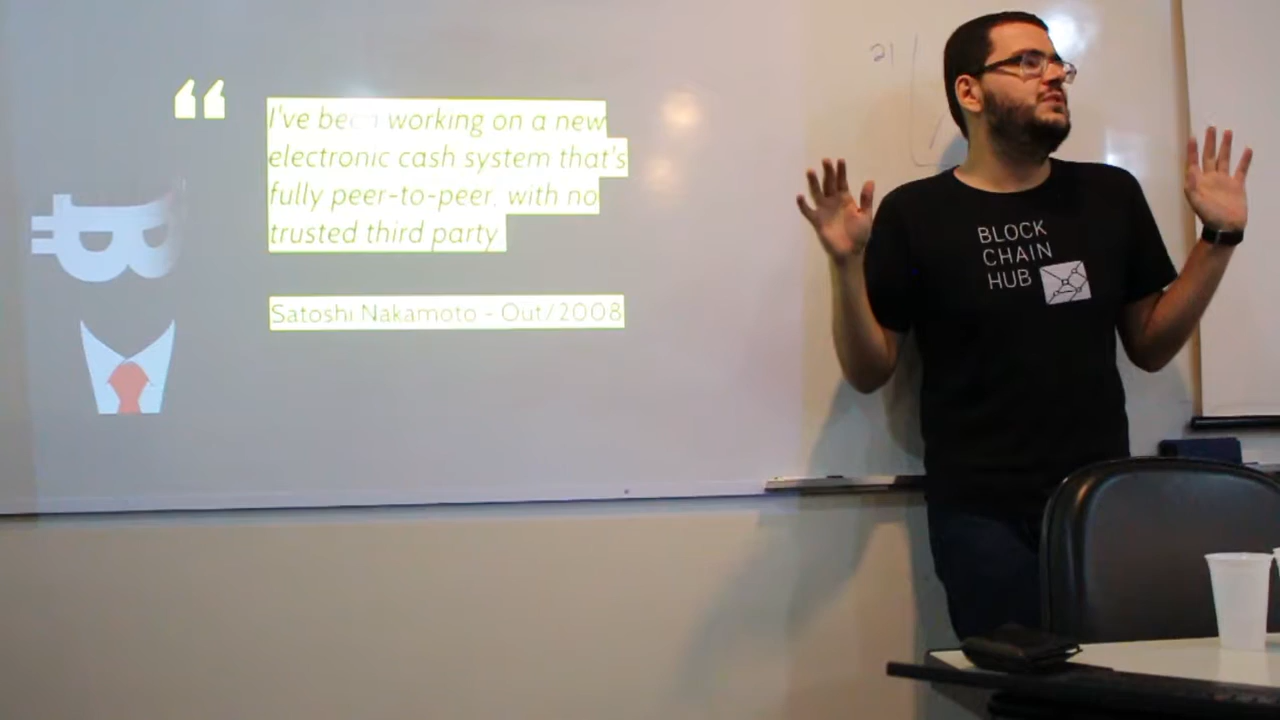 “
I've been working on a new
electronic cash system that's
fully peer-to-peer, with no
trusted third party.
Satoshi Nakamoto - Out/2008
21
BLOCK
CHAIN
HUB